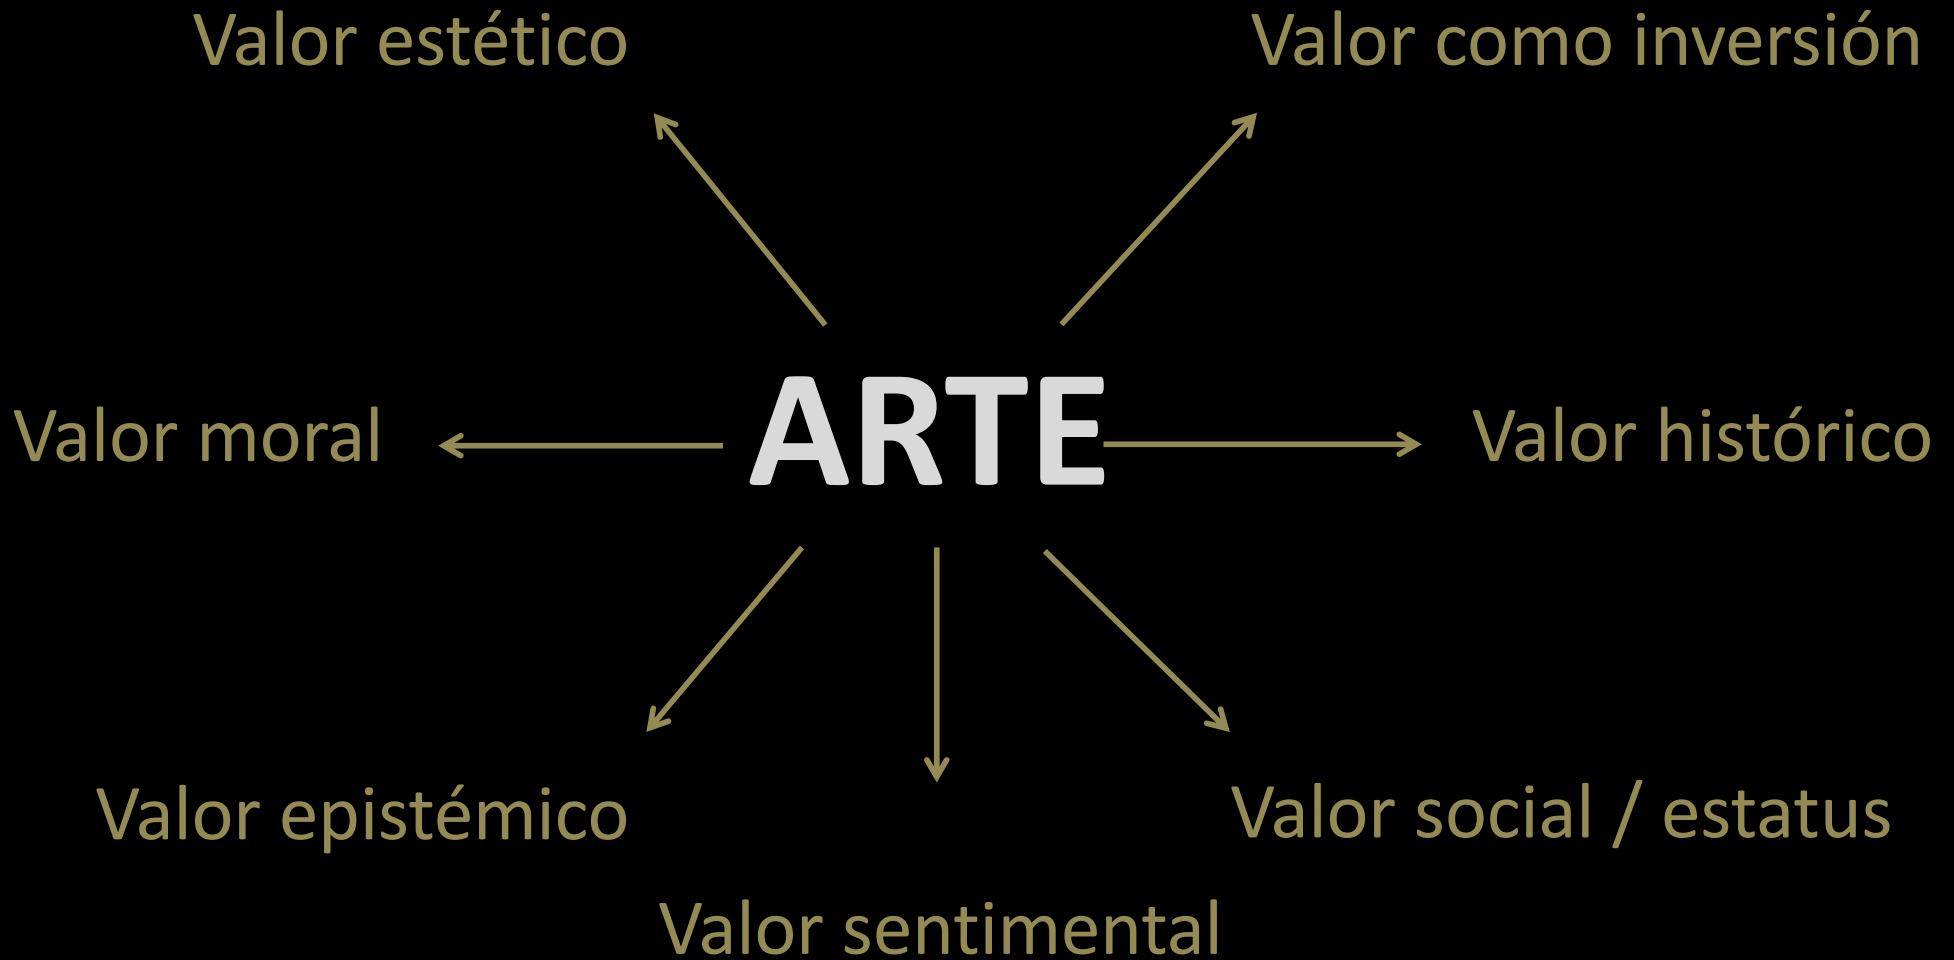 Valor estético
Valor como inversión
Valor moral
ARTE
Valor histórico
Valor epistémico
Valor social / estatus
Valor sentimental